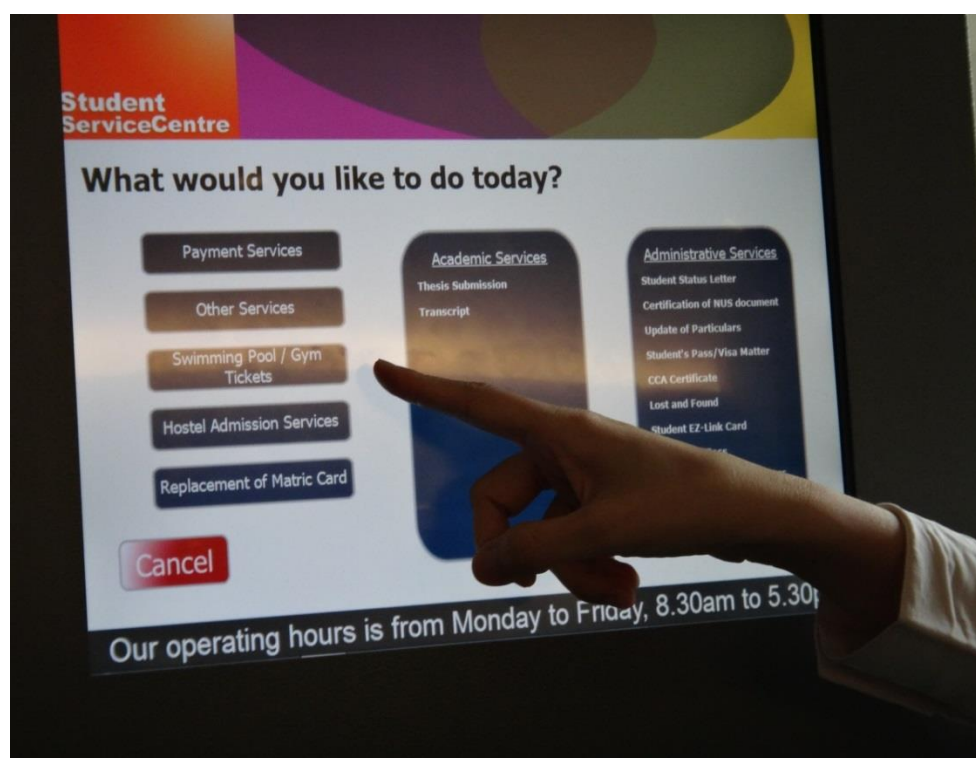 Student
ServiceCentre
What would you like to do today?
Payment Services
Other Services
Swimming Pool / Gym
Tickets
Hostel Admission Services
Replacement of Matric Card
Cancel
Academic Services
Thesis Submission
Transcript
Administrative Services
Student Status Letter
Certification of NUS document
Update of Particulars
Student's Pass/Visa Matter
CCA Certificate
Lost and Found
Student EZ-Link Card
Our operating hours is from Monday to Friday, 8.30am to 5.30p